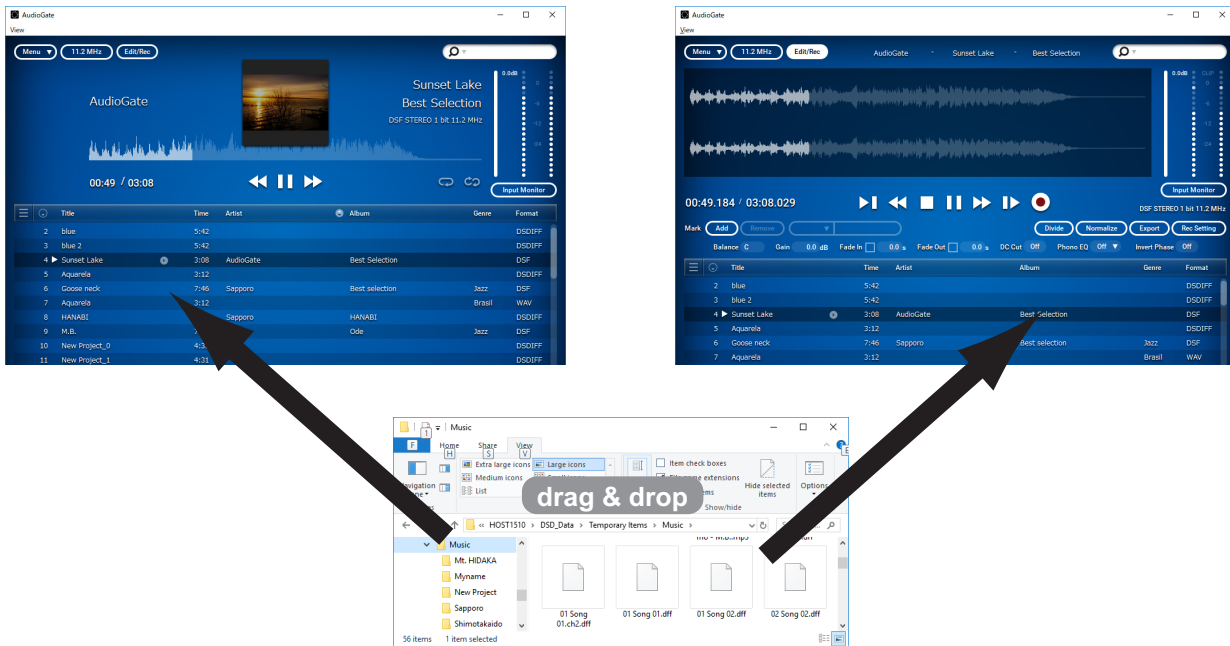 AudioGate
View
Menu ▼ 11.2 MHz Edit/Rec
0.0dB
0
-6
-12
-24
AudioGate
Sunset Lake
Best Selection
DSF STEREO 1 bit 11.2 MHz
00:49 / 03:08
Input Monitor
Title Time Artist Album Genre Format
2 blue 5:42 DSDIFF
3 blue 2 5:42 DSDIFF
4 Sunset Lake 3:08 AudioGate Best Selection DSF
5 Aquarela 3:12 DSDIFF
6 Goose neck 7:46 Sapporo Best selection Jazz DSF
7 Aquarela 3:12 Brasil WAV
8 HANABI Sapporo HANABI DSDIFF
9 M.B. Ode Jazz DSF
10 New Project_0 DSDIFF
11 New Project_1 4:31 DSDIFF
AudioGate
View
Menu ▼ 11.2 MHz Edit/Rec AudioGate - Sunset Lake - Best Selection
0.0dB CLIP
0
-6
-12
-24
00:49.184 / 03:08.029
Input Monitor
DSF STEREO 1 bit 11.2 MHz
Mark Add Remove Divide Normalize Export Rec Setting
Balance C Gain 0.0 dB Fade In 0.0 s Fade Out 0.0 s DC Cut Off Phono EQ Off ▼ Invert Phase Off
Title Time Artist Album Genre Format
2 blue 5:42 DSDIFF
3 blue 2 5:42 DSDIFF
4 Sunset Lake 3:08 AudioGate Best Selection DSF
5 Aquarela 3:12 DSDIFF
6 Goose neck 7:46 Sapporo Best selection Jazz DSF
7 Aquarela 3:12 Brasil WAV
1 Music
F Home Share View
H S V E
Extra large icons Large icons Item check boxes
Medium icons
List
Hide selected items
Options
Show/hide
drag & drop
« HOST1510 › DSD_Data › Temporary Items › Music ›
Music
Mt. HIDAKA
Myname
New Project
Sapporo
Shimotakaido
01 Song 01.ch2.dff
01 Song 01.dff
01 Song 02.dff
02 Song 02.dff
56 items 1 item selected